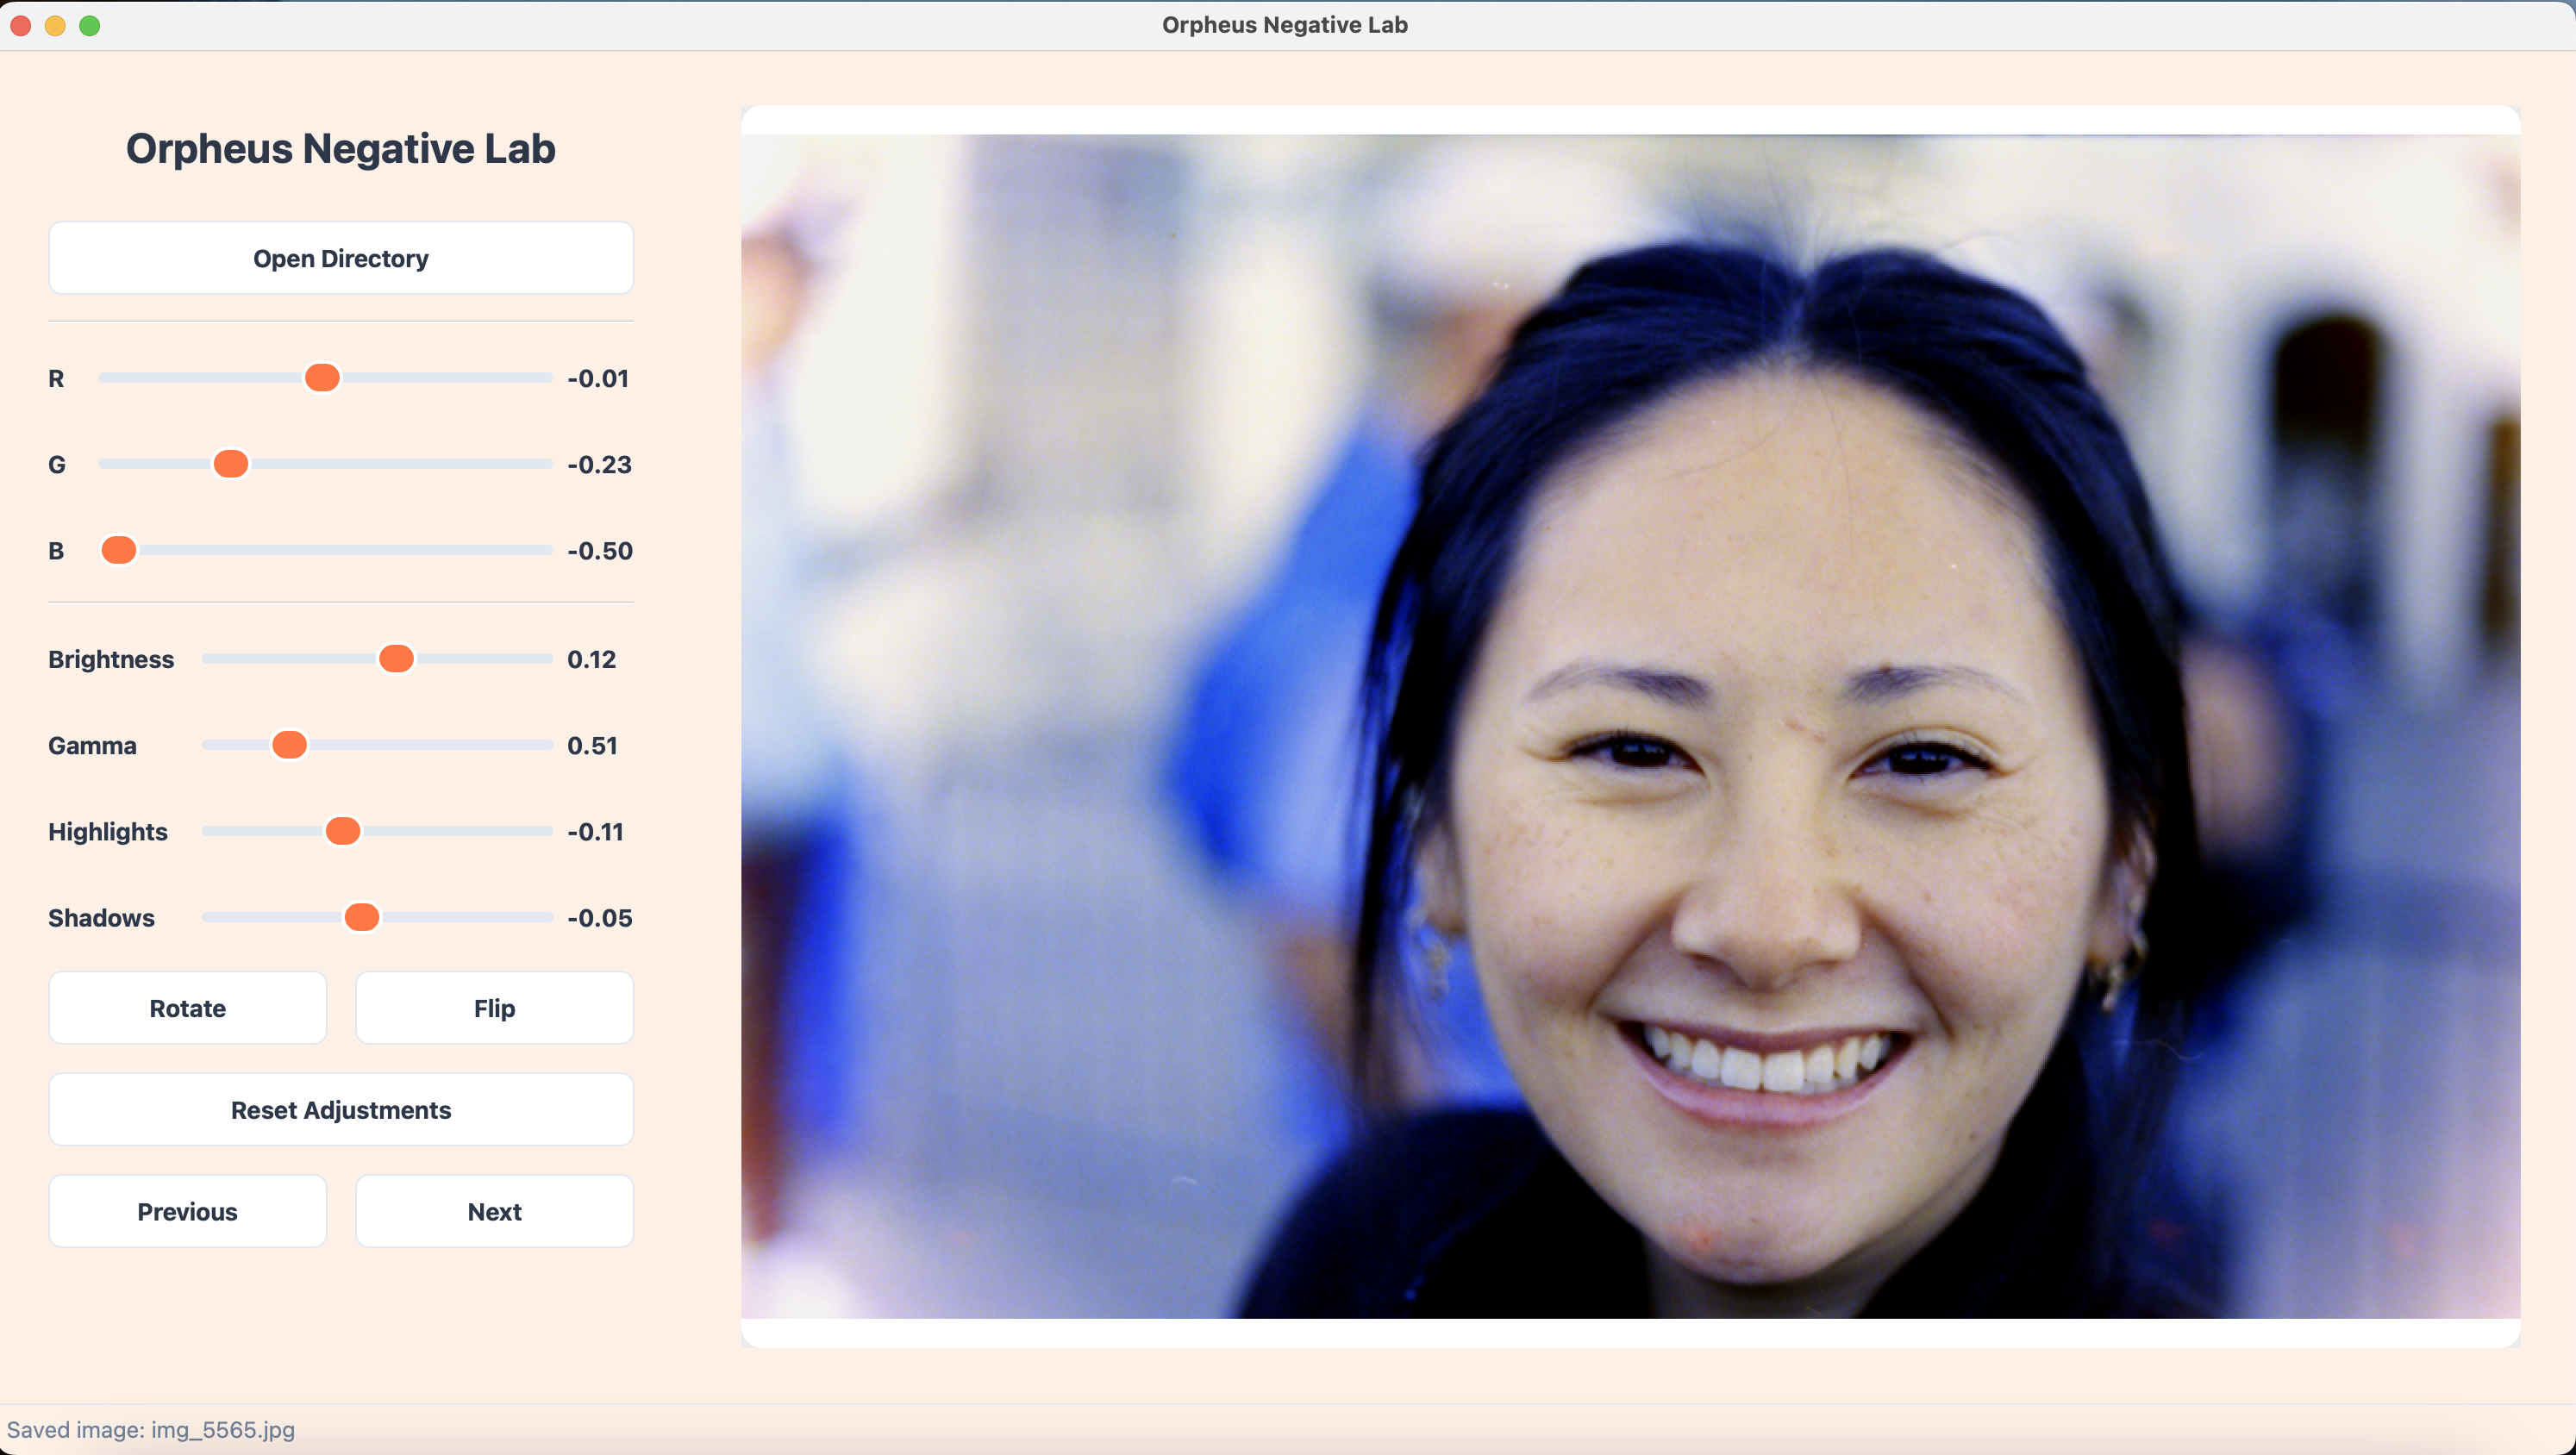 Orpheus Negative Lab
Orpheus Negative Lab
Open Directory
R -0.01
G -0.23
B -0.50
Brightness 0.12
Gamma 0.51
Highlights -0.11
Shadows -0.05
Rotate Flip
Reset Adjustments
Previous Next
Saved image: img_5565.jpg